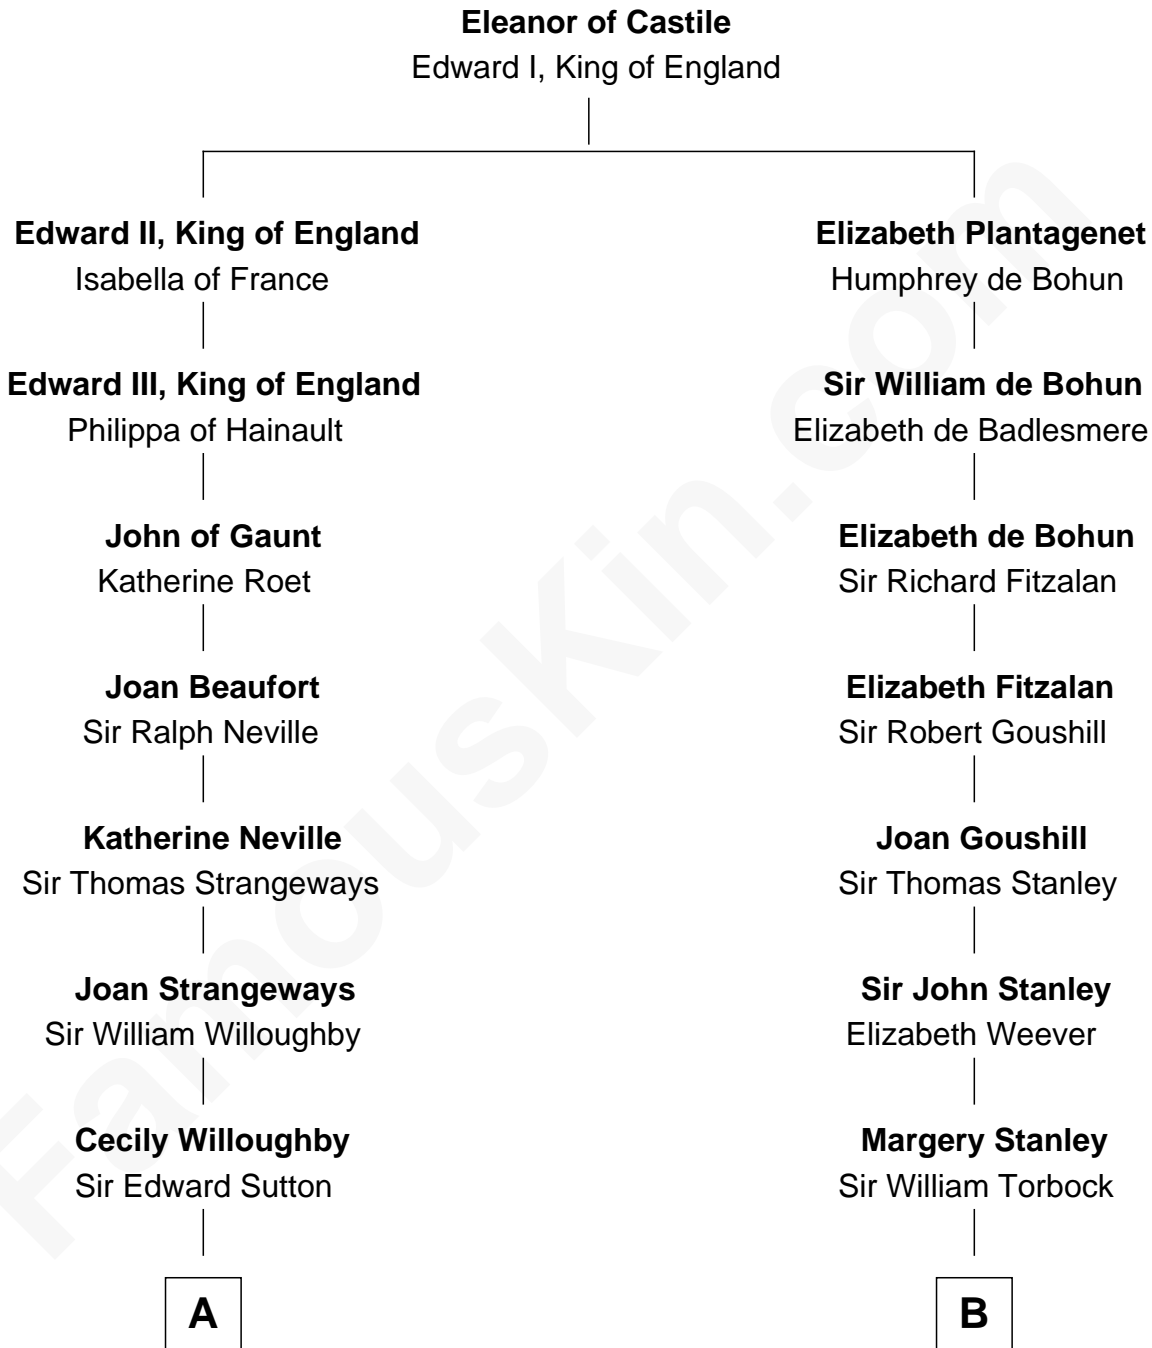 Eleanor of Castile
Edward I, King of England
Edward II, King of England
Isabella of France
Edward III, King of England
Philippa of Hainault
John of Gaunt
Katherine Roet
Joan Beaufort
Sir Ralph Neville
Katherine Neville
Sir Thomas Strangeways
Joan Strangeways
Sir William Willoughby
Cecily Willoughby
Sir Edward Sutton
A
Elizabeth Plantagenet
Humphrey de Bohun
Sir William de Bohun
Elizabeth de Badlesmere
Elizabeth de Bohun
Sir Richard Fitzalan
Elizabeth Fitzalan
Sir Robert Goushill
Joan Goushill
Sir Thomas Stanley
Sir John Stanley
Elizabeth Weever
Margery Stanley
Sir William Torbock
B
FamousKin.com